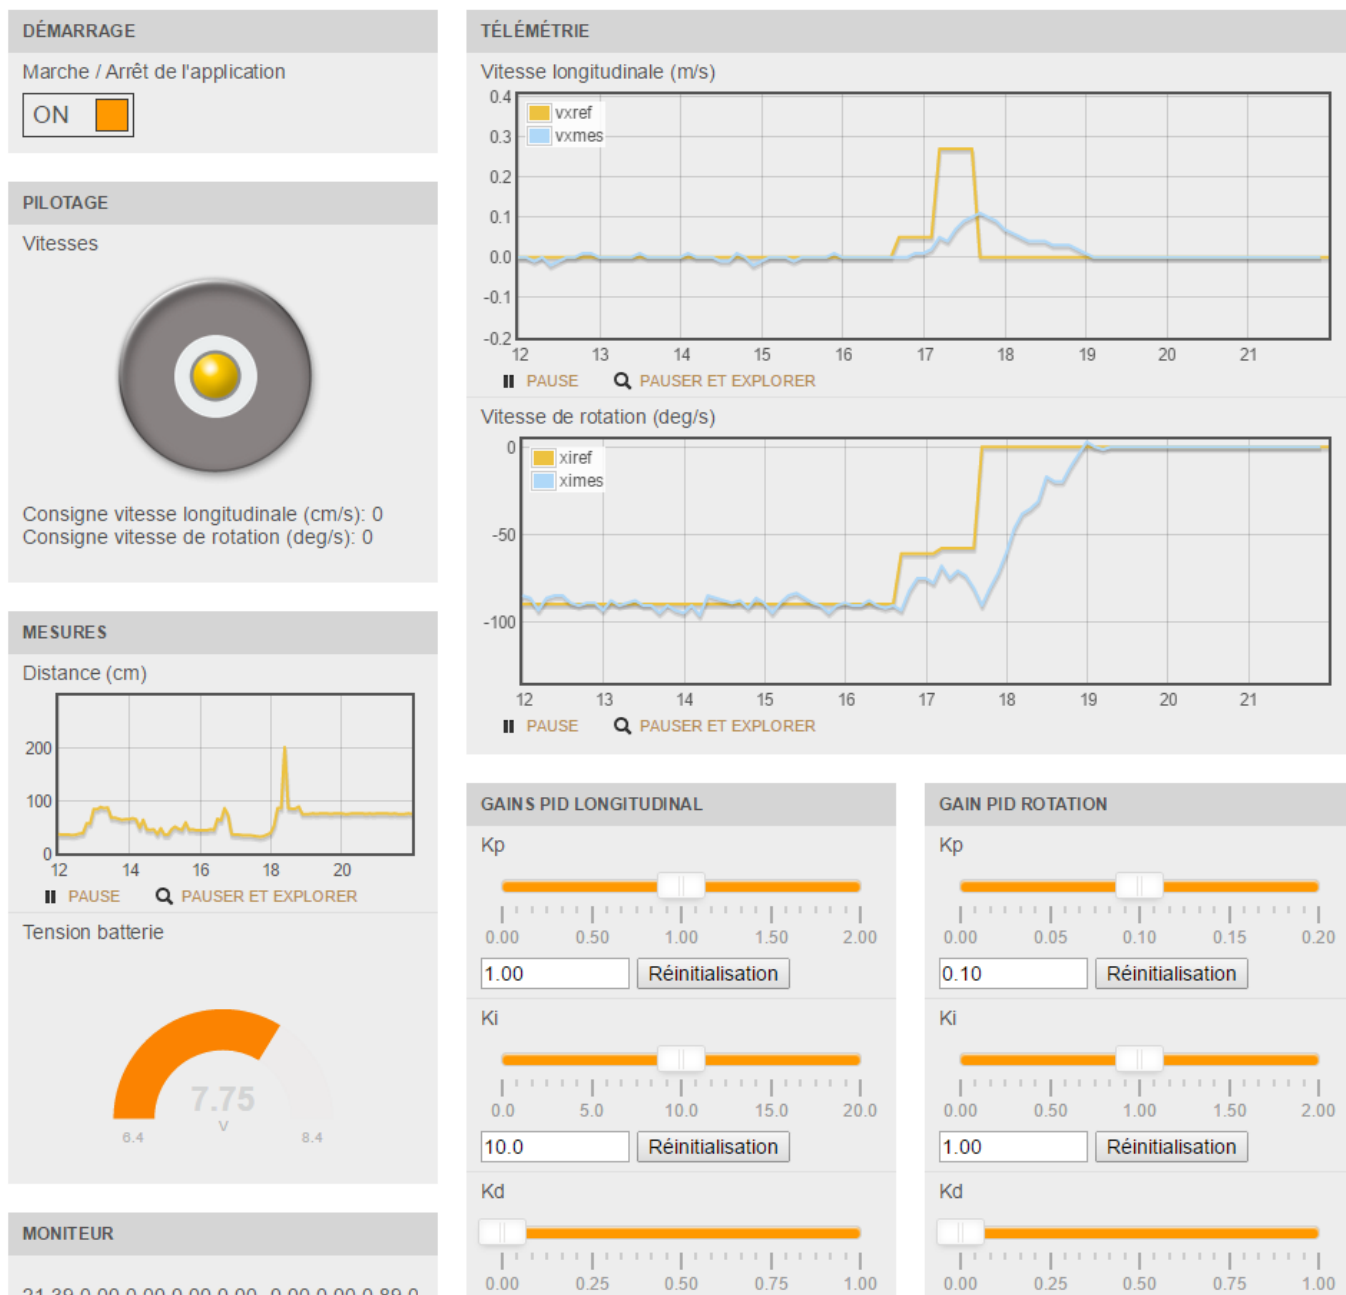 DÉMARRAGE
Marche / Arrêt de l'application
ON
PILOTAGE
Vitesses
Consigne vitesse longitudinale (cm/s): 0
Consigne vitesse de rotation (deg/s): 0
MESURES
Distance (cm)
200
100
0
12 14 16 18 20
PAUSE PAUSER ET EXPLORER
Tension batterie
7.75
V
6.4 8.4
MONITEUR
TÉLÉMÉTRIE
Vitesse longitudinale (m/s)
0.4
0.3
0.2
0.1
0.0
-0.1
-0.2
vxref
vxmes
12 13 14 15 16 17 18 19 20 21
PAUSE PAUSER ET EXPLORER
Vitesse de rotation (deg/s)
0
-50
-100
xiref
ximes
12 13 14 15 16 17 18 19 20 21
PAUSE PAUSER ET EXPLORER
GAINS PID LONGITUDINAL
Kp
0.00 0.50 1.00 1.50 2.00
1.00 Réinitialisation
Ki
0.0 5.0 10.0 15.0 20.0
10.0 Réinitialisation
Kd
0.00 0.25 0.50 0.75 1.00
GAIN PID ROTATION
Kp
0.00 0.05 0.10 0.15 0.20
0.10 Réinitialisation
Ki
0.00 0.50 1.00 1.50 2.00
1.00 Réinitialisation
Kd
0.00 0.25 0.50 0.75 1.00